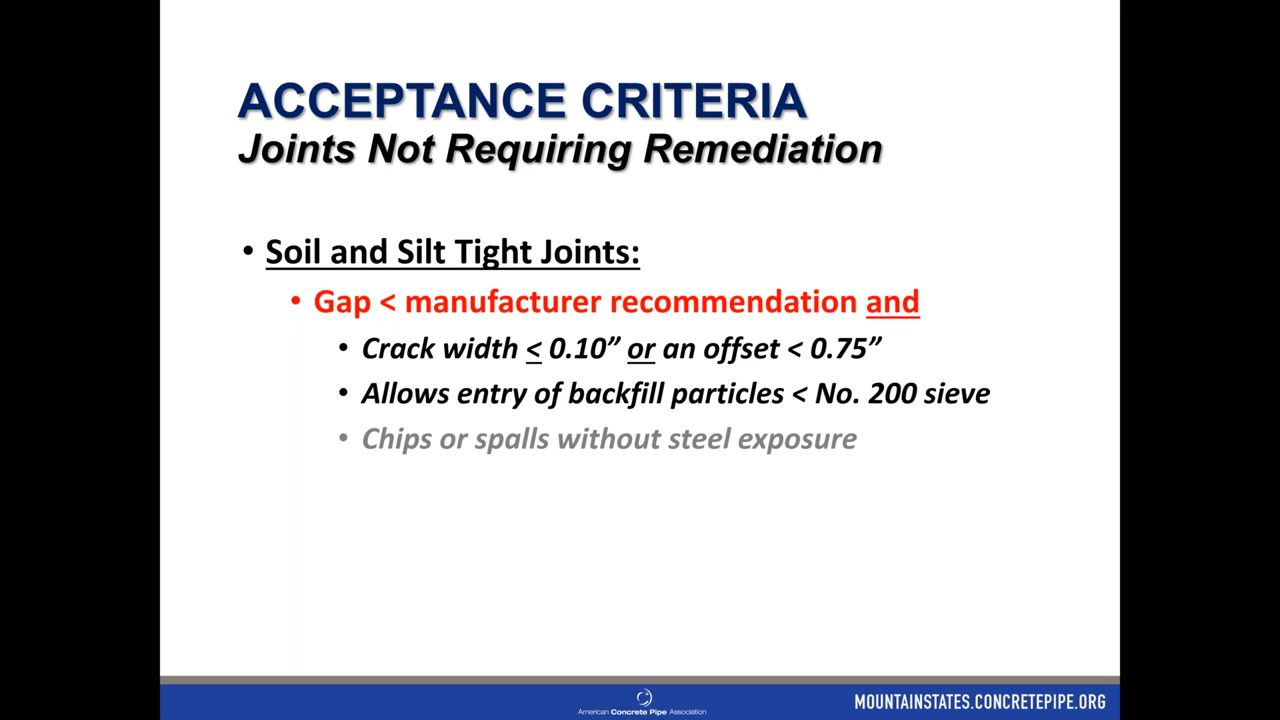 ACCEPTANCE CRITERIA
Joints Not Requiring Remediation
• Soil and Silt Tight Joints:
• Gap < manufacturer recommendation and
• Crack width < 0.10” or an offset < 0.75”
• Allows entry of backfill particles < No. 200 sieve
• Chips or spalls without steel exposure
American Concrete Pipe Association
MOUNTAINSTATES.CONCRETEPIPE.ORG